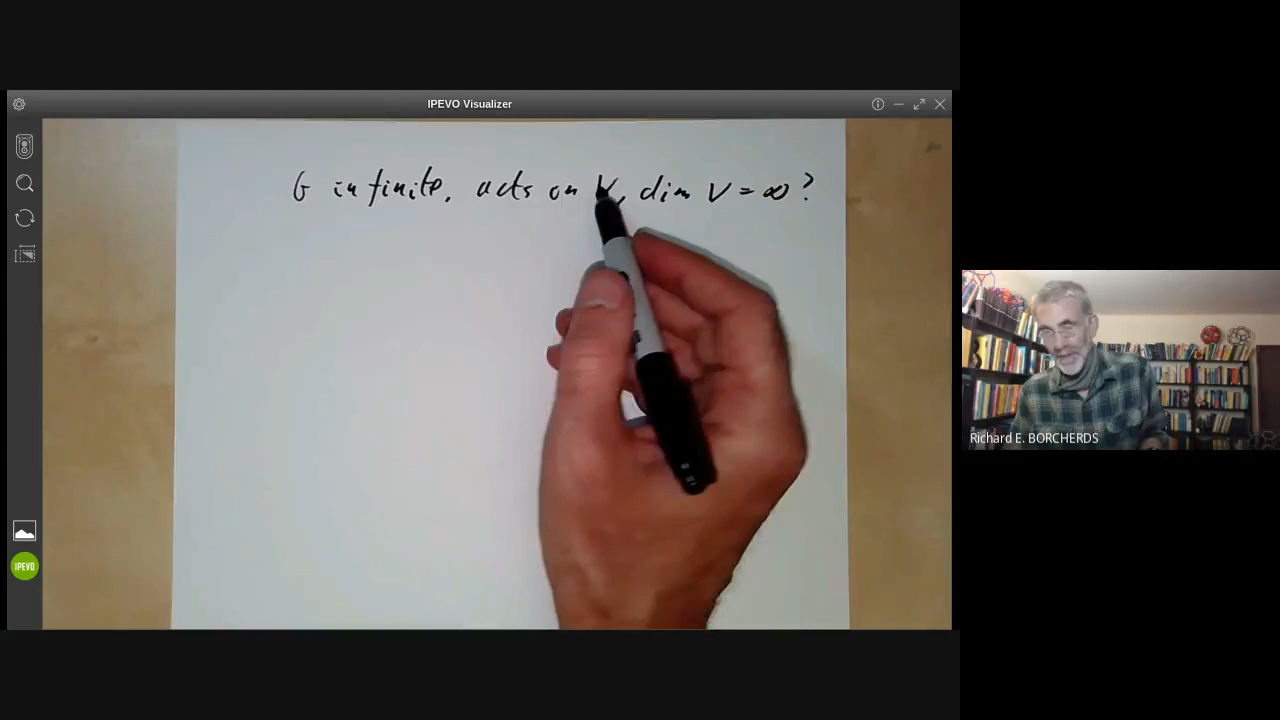 IPEVO Visualizer
G infinite, acts on V, dim V = ∞ ?
Richard E. BORCHERDS
IPEVO